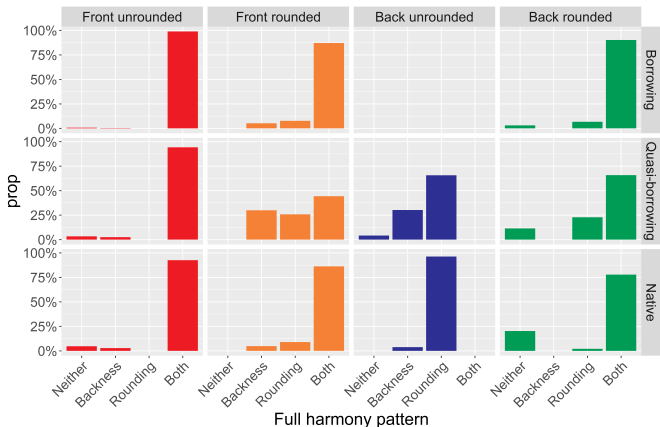 Front unrounded Front rounded Back unrounded Back rounded
100%
75%
50%
25%
0%
Borrowing
100%
75%
50%
25%
0%
Quasi-borrowing
100%
75%
50%
25%
0%
Native
prop
Neither Backness Rounding Both Neither Backness Rounding Both Neither Backness Rounding Both Neither Backness Rounding Both
Full harmony pattern